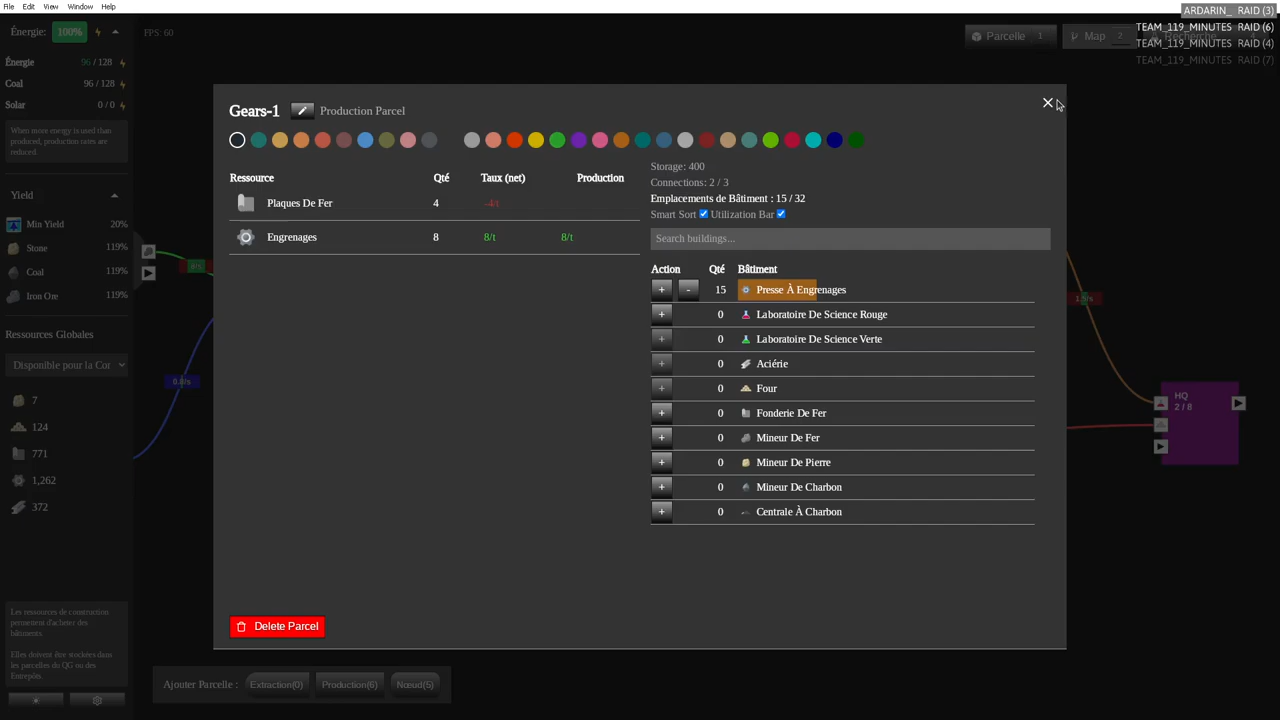 File Edit View Window Help
ARDARIN_ RAID (3)
TEAM_119_MINUTES RAID (6)
TEAM_119_MINUTES RAID (4)
TEAM_119_MINUTES RAID (7)
Énergie: 100%
FPS: 60
Parcelle 1
Map 2
Recherche
Énergie 96 / 128
Coal 96 / 128
Solar 0 / 0
When more energy is used than
produced, production rates are
reduced.
Yield
Min Yield 20%
Stone 119%
Coal 119%
Iron Ore 119%
Ressources Globales
Disponible pour la Cor
7
124
771
1,262
372
Les ressources de construction
permettent d'acheter des
bâtiments.
Elles doivent être stockées dans
les parcelles du QG ou des
Entrepôts.
Gears-1 Production Parcel
Ressource Qté Taux (net) Production
Plaques De Fer 4 -4/t
Engrenages 8 8/t 8/t
Delete Parcel
Storage: 400
Connections: 2 / 3
Emplacements de Bâtiment : 15 / 32
Smart Sort Utilization Bar
Search buildings...
Action Qté Bâtiment
+ - 15 Presse À Engrenages
+ 0 Laboratoire De Science Rouge
+ 0 Laboratoire De Science Verte
+ 0 Aciérie
+ 0 Four
+ 0 Fonderie De Fer
+ 0 Mineur De Fer
+ 0 Mineur De Pierre
+ 0 Mineur De Charbon
+ 0 Centrale À Charbon
8/s
0.8/s
1.5/s
HQ
2 / 8
Ajouter Parcelle : Extraction(0) Production(6) Nœud(5)